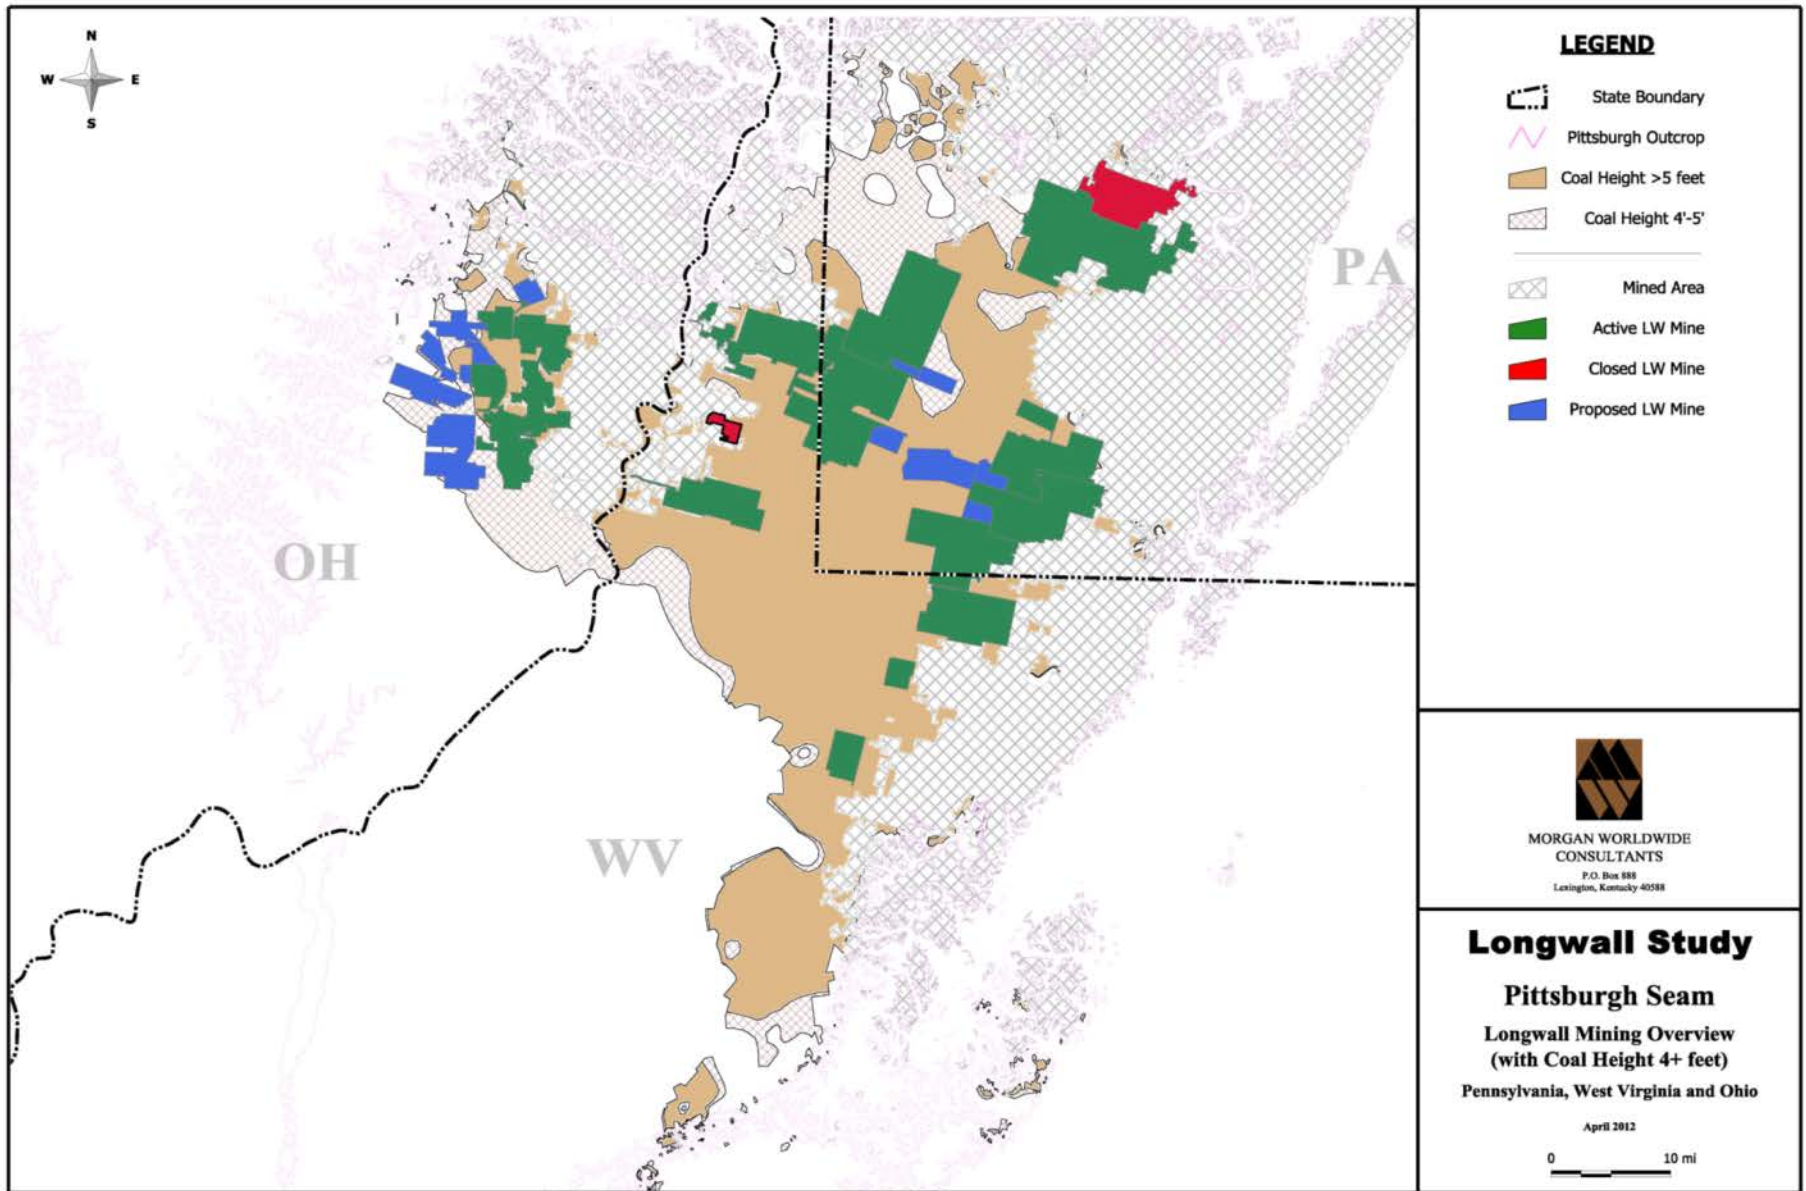 N
W E
S
OH
WV
PA
LEGEND
State Boundary
Pittsburgh Outcrop
Coal Height >5 feet
Coal Height 4'-5'
Mined Area
Active LW Mine
Closed LW Mine
Proposed LW Mine
MORGAN WORLDWIDE
CONSULTANTS
P.O. Box 888
Lexington, Kentucky 40588
Longwall Study
Pittsburgh Seam
Longwall Mining Overview
(with Coal Height 4+ feet)
Pennsylvania, West Virginia and Ohio
April 2012
0 10 mi